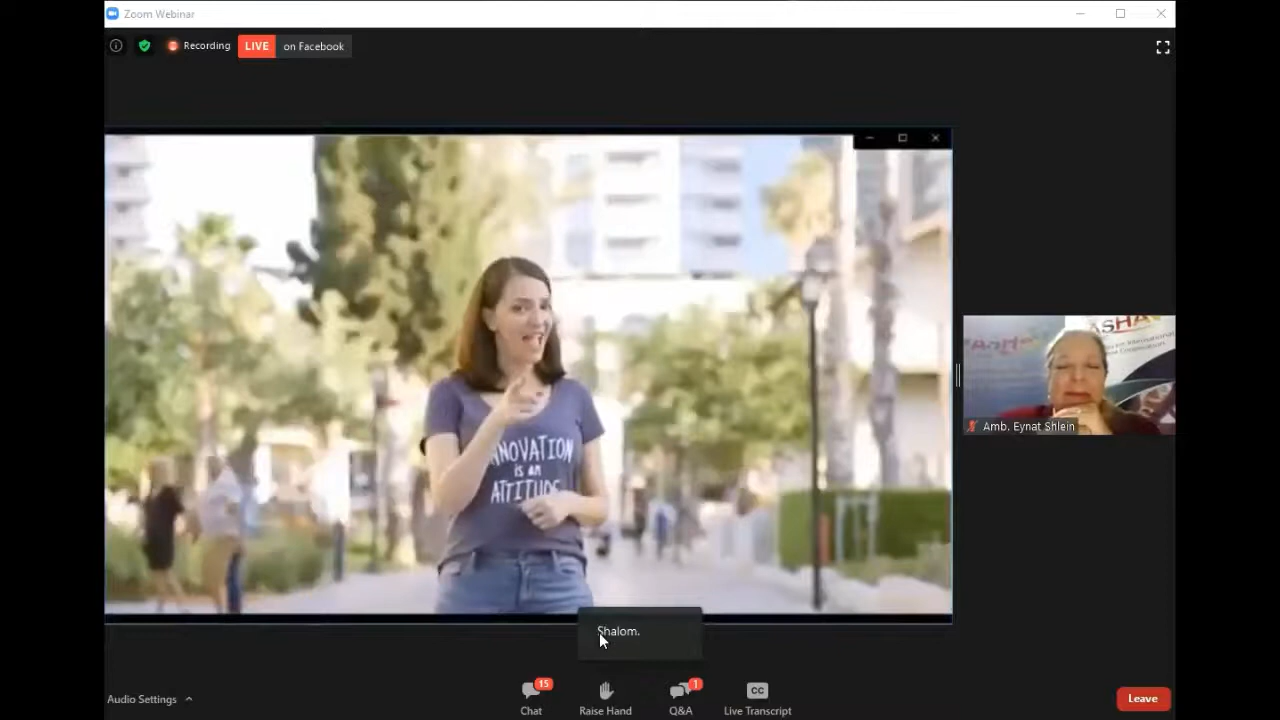 Zoom Webinar
Recording
LIVE on Facebook
INNOVATION
is an
ATTITUDE
ASHA
Amb. Eynat Shlein
Shalom.
Audio Settings
15
Chat
Raise Hand
1
Q&A
CC
Live Transcript
Leave